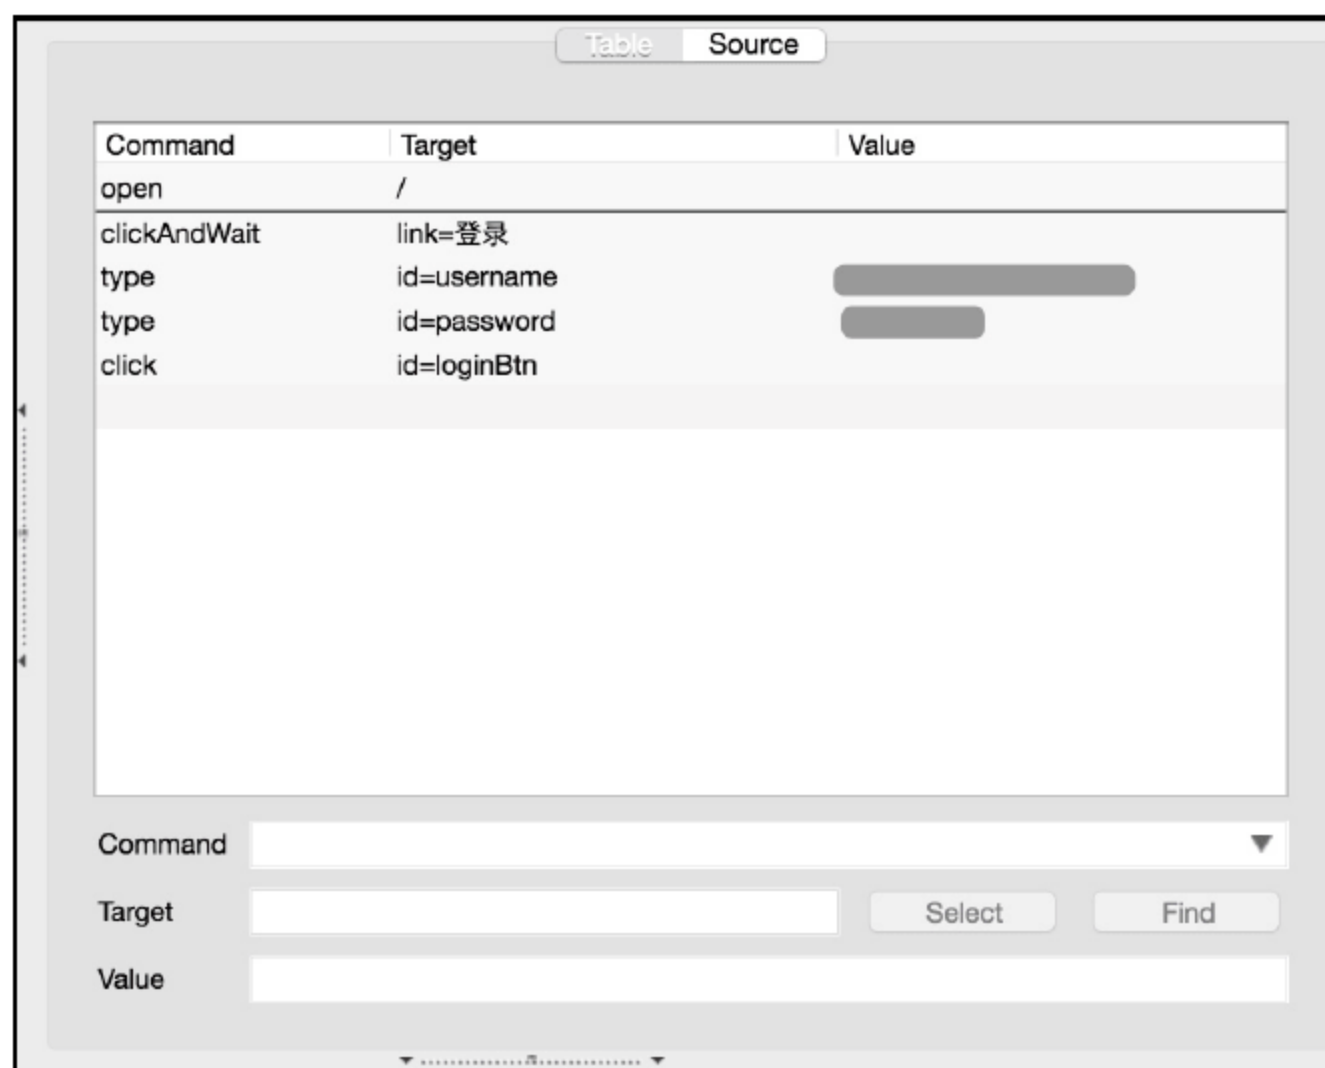 Table Source
Command Target Value
open /
clickAndWait link=登录
type id=username
type id=password
click id=loginBtn
Command
Target Select Find
Value